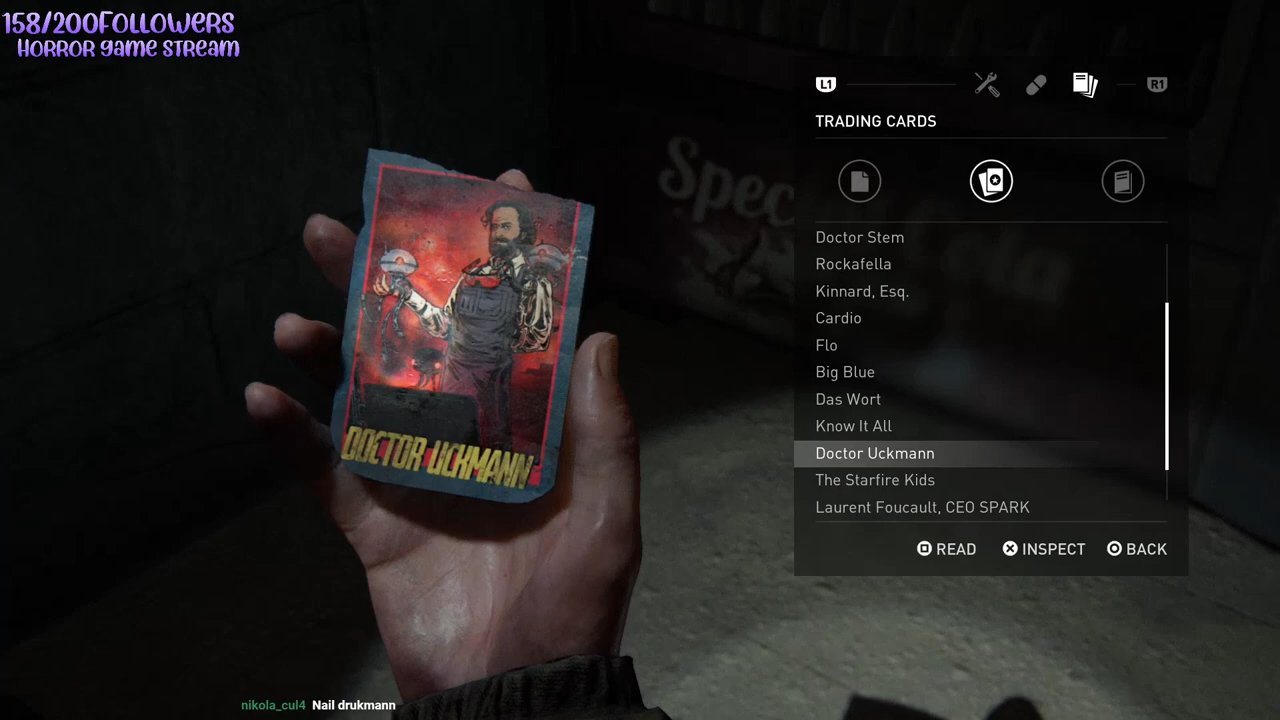 158/200Followers
Horror game stream
L1
R1
TRADING CARDS
Doctor Stem
Rockafella
Kinnard, Esq.
Cardio
Flo
Big Blue
Das Wort
Know It All
Doctor Uckmann
The Starfire Kids
Laurent Foucault, CEO SPARK
READ
INSPECT
BACK
DOCTOR UCKMANN
nikola_cul4 Nail drukmann